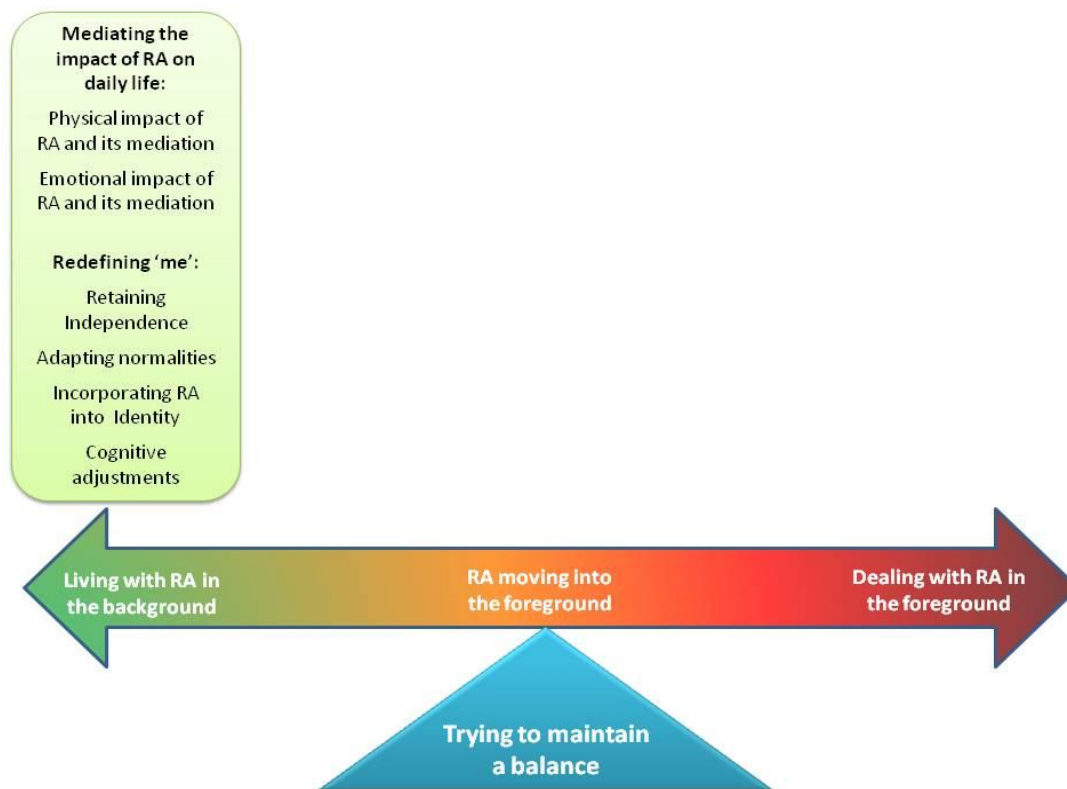 Mediating the
impact of RA on
daily life:
Physical impact of
RA and its mediation
Emotional impact of
RA and its mediation
Redefining ‘me’:
Retaining
Independence
Adapting normalities
Incorporating RA
into Identity
Cognitive
adjustments
Living with RA in
the background
RA moving into
the foreground
Dealing with RA in
the foreground
Trying to maintain
a balance